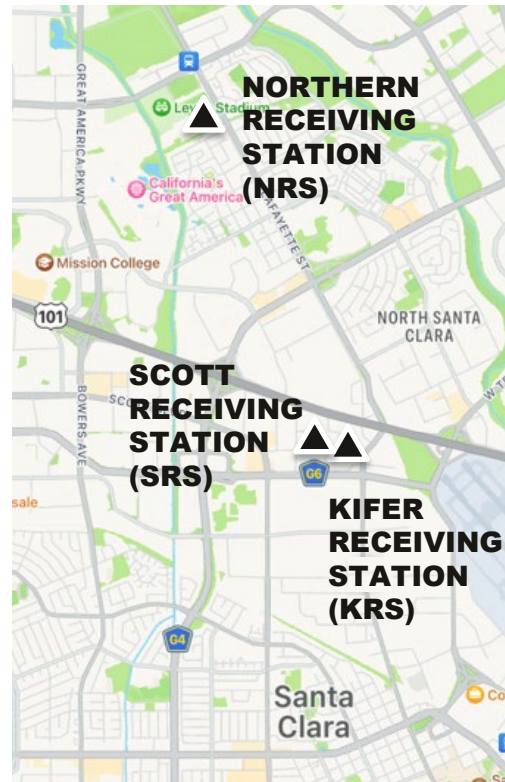 NORTHERN
RECEIVING
STATION
(NRS)
Stadium
GREAT AMERICA PKWY
California's
Great America
LAFAYETTE ST
Mission College
101
NORTH SANTA
CLARA
SCOTT
RECEIVING
STATION
(SRS)
BOWERS AVE
G6
KIFER
RECEIVING
STATION
(KRS)
G4
Santa
Clara